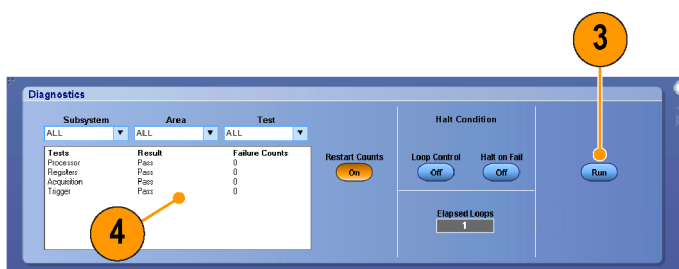 3
Diagnostics
Subsystem Area Test
ALL ALL ALL
Tests Result Failure Counts
Processor Pass 0
Registers Pass 0
Acquisition Pass 0
Trigger Pass 0
4
Restart Counts
On
Halt Condition
Loop Control Halt on Fail
Off Off
Elapsed Loops
1
Run